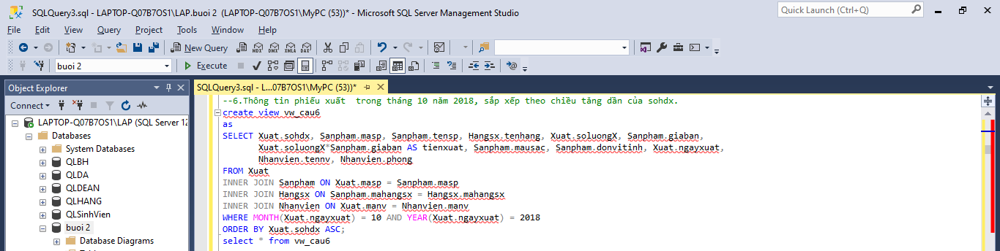 SQLQuery3.sql - LAPTOP-Q07B7OS1\LAP.buoi 2 (LAPTOP-Q07B7OS1\MyPC (53))* - Microsoft SQL Server Management Studio
Quick Launch (Ctrl+Q)
File Edit View Query Project Tools Window Help
New Query MDX DMX XMLA DAX
buoi 2 Execute
Object Explorer
SQLQuery3.sql - L...07B7OS1\MyPC (53))*
Connect
LAPTOP-Q07B7OS1\LAP (SQL Server 12
Databases
System Databases
QLBH
QLDA
QLDEAN
QLHANG
QLSinhVien
buoi 2
Database Diagrams
--6.Thông tin phiếu xuất trong tháng 10 năm 2018, sắp xếp theo chiều tăng dần của sohdx.
create view vw_cau6
as
SELECT Xuat.sohdx, Sanpham.masp, Sanpham.tensp, Hangsx.tenhang, Xuat.soluongX, Sanpham.giaban,
Xuat.soluongX*Sanpham.giaban AS tienxuat, Sanpham.mausac, Sanpham.donvitinh, Xuat.ngayxuat,
Nhanvien.tennv, Nhanvien.phong
FROM Xuat
INNER JOIN Sanpham ON Xuat.masp = Sanpham.masp
INNER JOIN Hangsx ON Sanpham.mahangsx = Hangsx.mahangsx
INNER JOIN Nhanvien ON Xuat.manv = Nhanvien.manv
WHERE MONTH(Xuat.ngayxuat) = 10 AND YEAR(Xuat.ngayxuat) = 2018
ORDER BY Xuat.sohdx ASC;
select * from vw_cau6